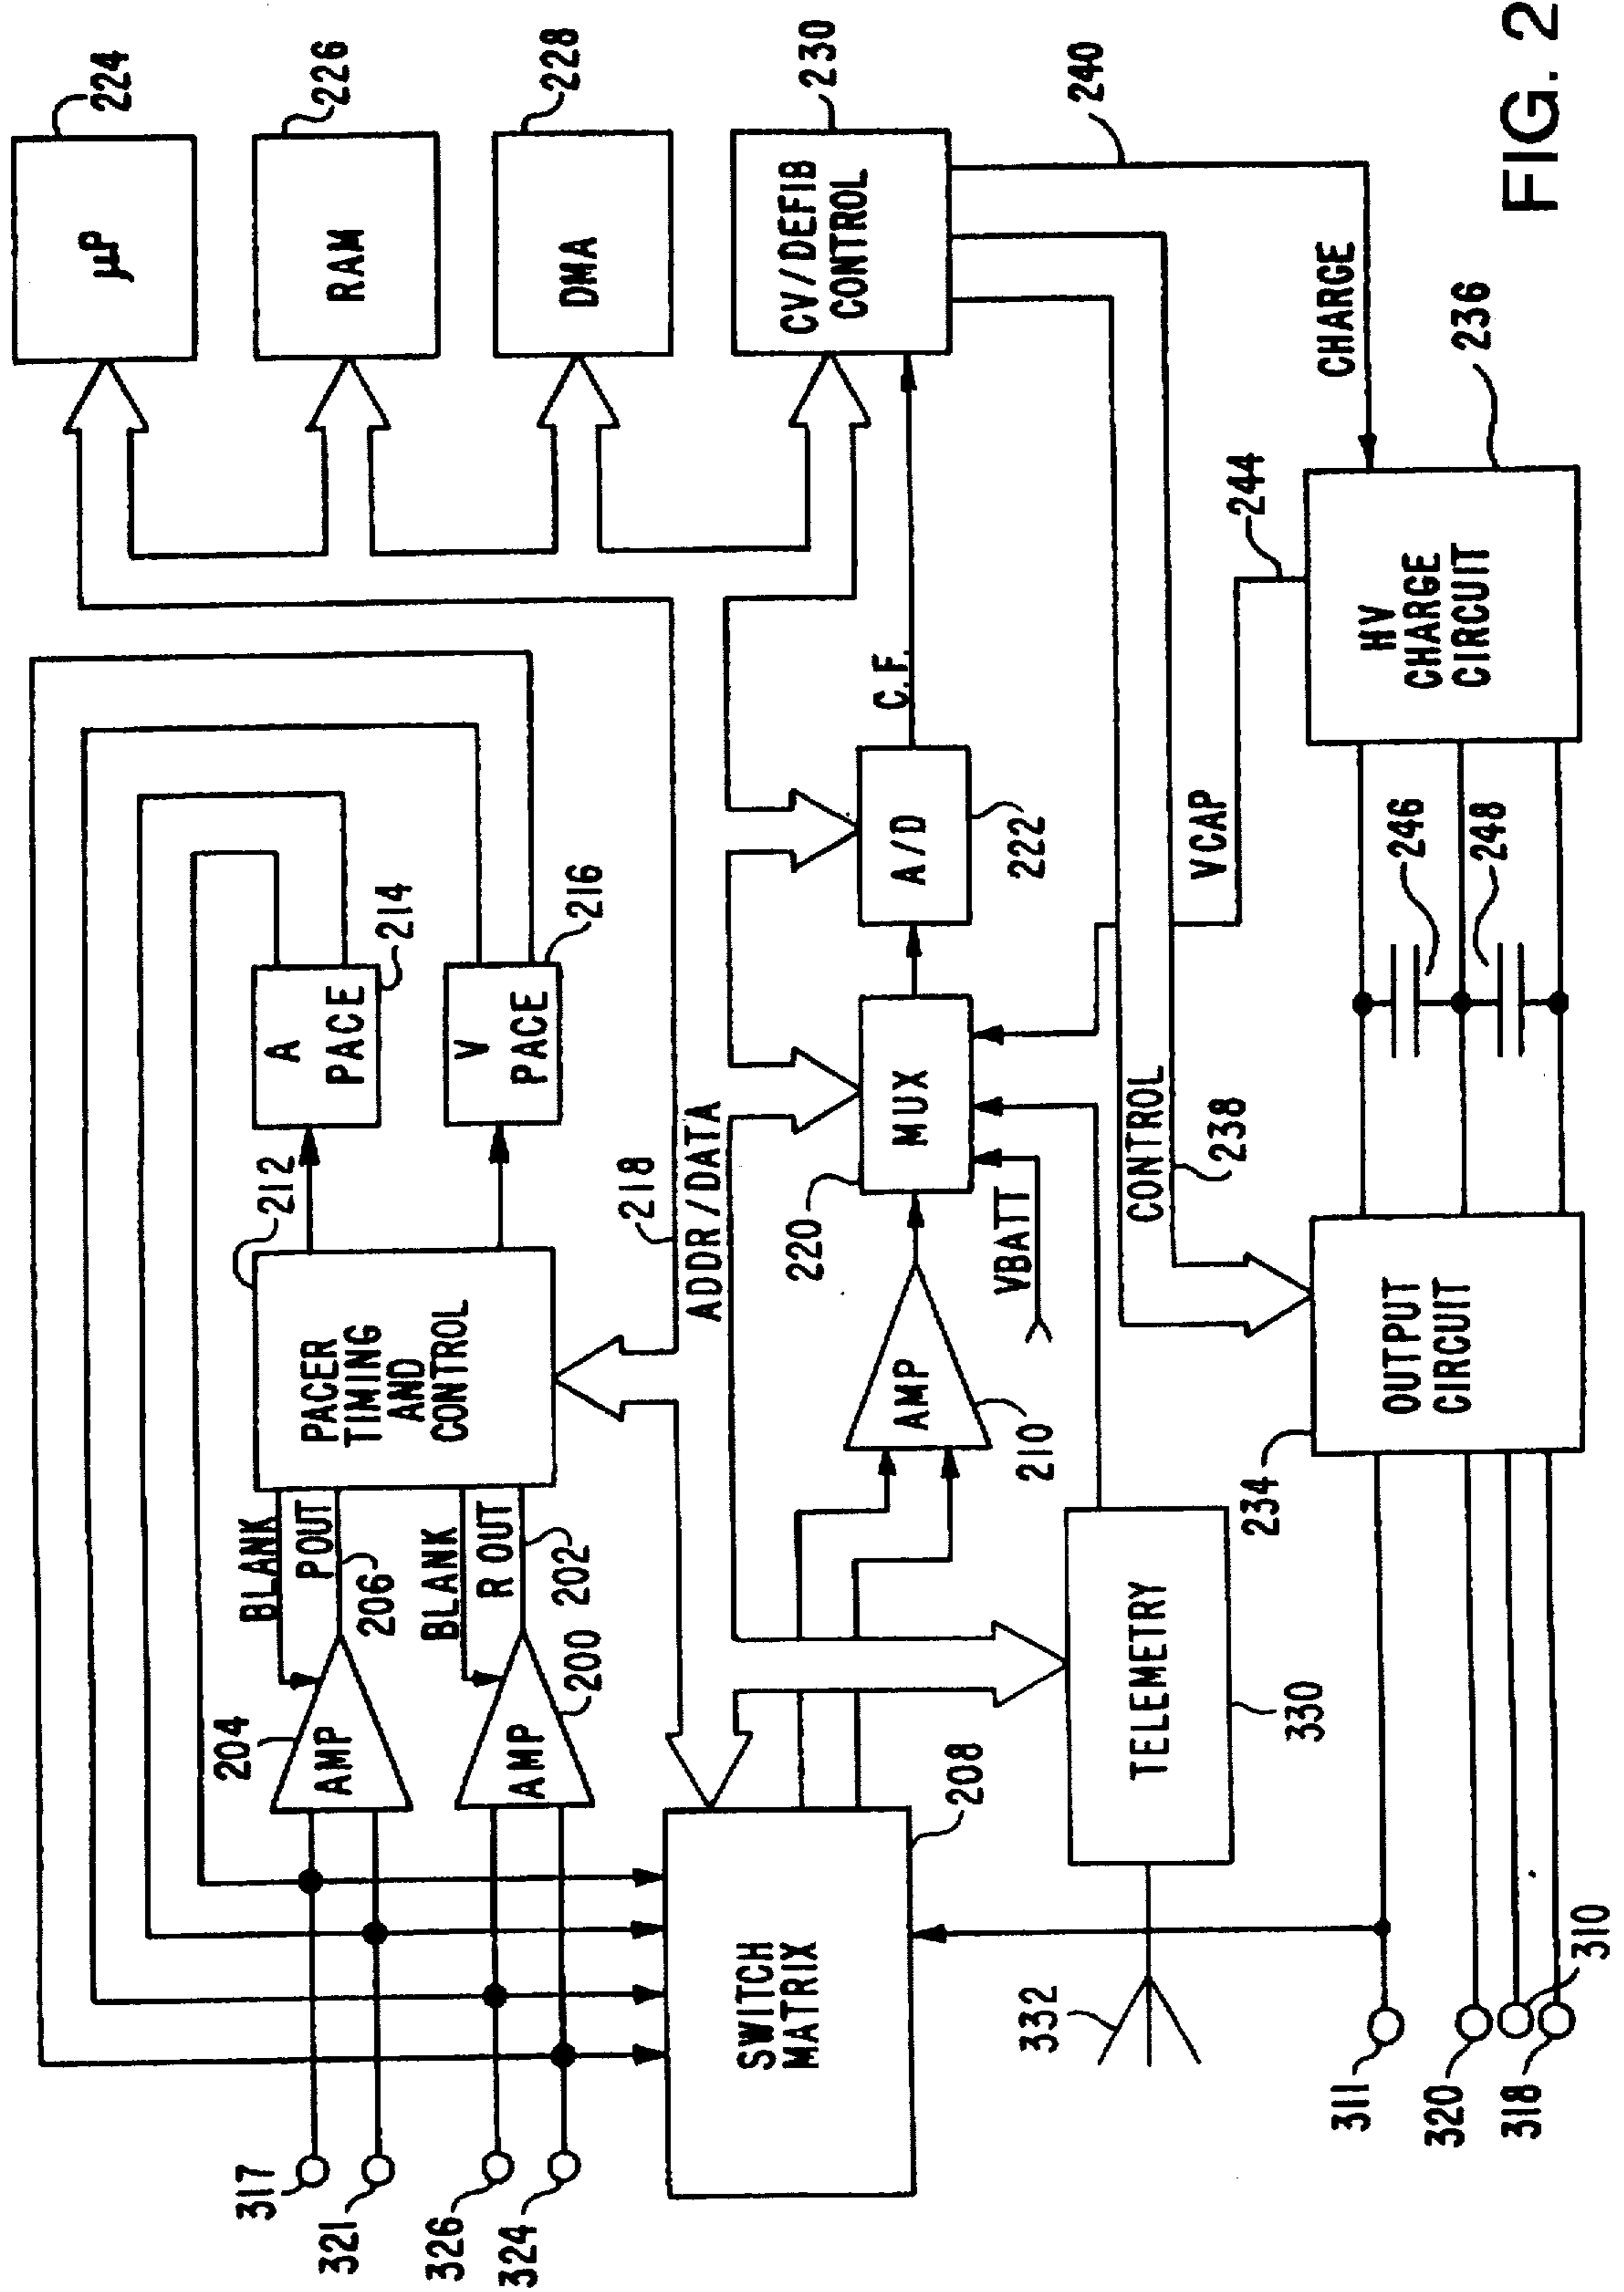 317
321
326
324
204
AMP
BLANK
POUT
206
AMP
200
BLANK
R OUT
202
212
PACER
TIMING
AND
CONTROL
A
PACE
214
V
PACE
216
µP
224
RAM
226
DMA
228
CV/DEFIB
CONTROL
230
218
ADDR/DATA
SWITCH
MATRIX
208
AMP
210
220
MUX
VBATT
A/D
222
C.F.
332
TELEMETRY
330
CONTROL
238
VCAP
244
240
CHARGE
311
320
318
310
234
OUTPUT
CIRCUIT
246
248
HV
CHARGE
CIRCUIT
236
FIG. 2